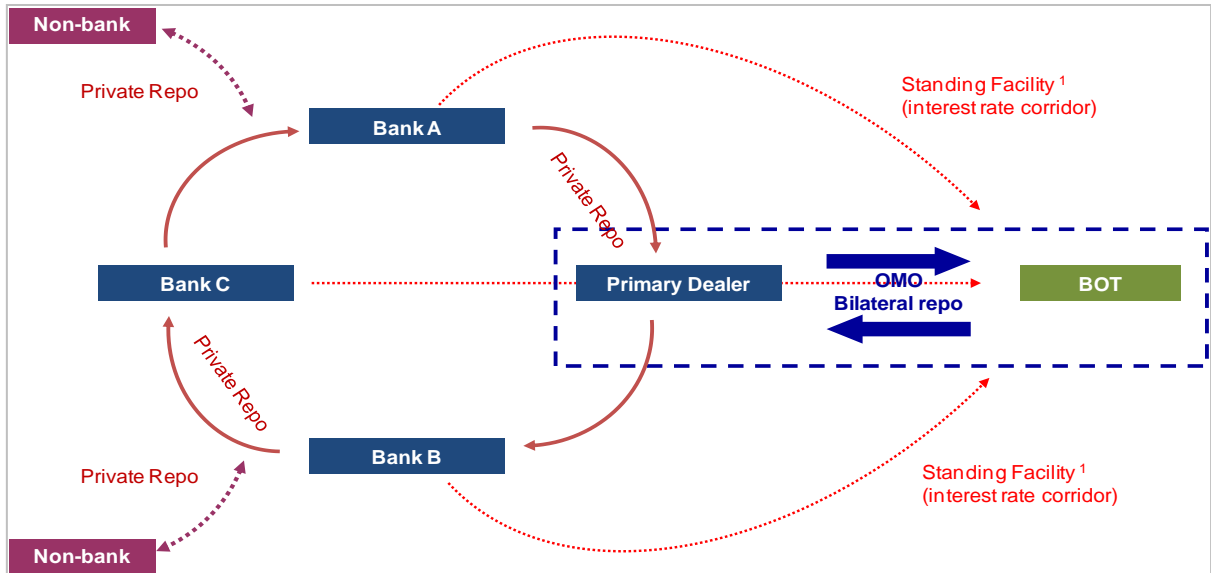 Non-bank
Private Repo
Standing Facility 1
(interest rate corridor)
Bank A
Private Repo
Bank C
Primary Dealer
OMO
Bilateral repo
BOT
Private Repo
Bank B
Private Repo
Standing Facility 1
(interest rate corridor)
Non-bank